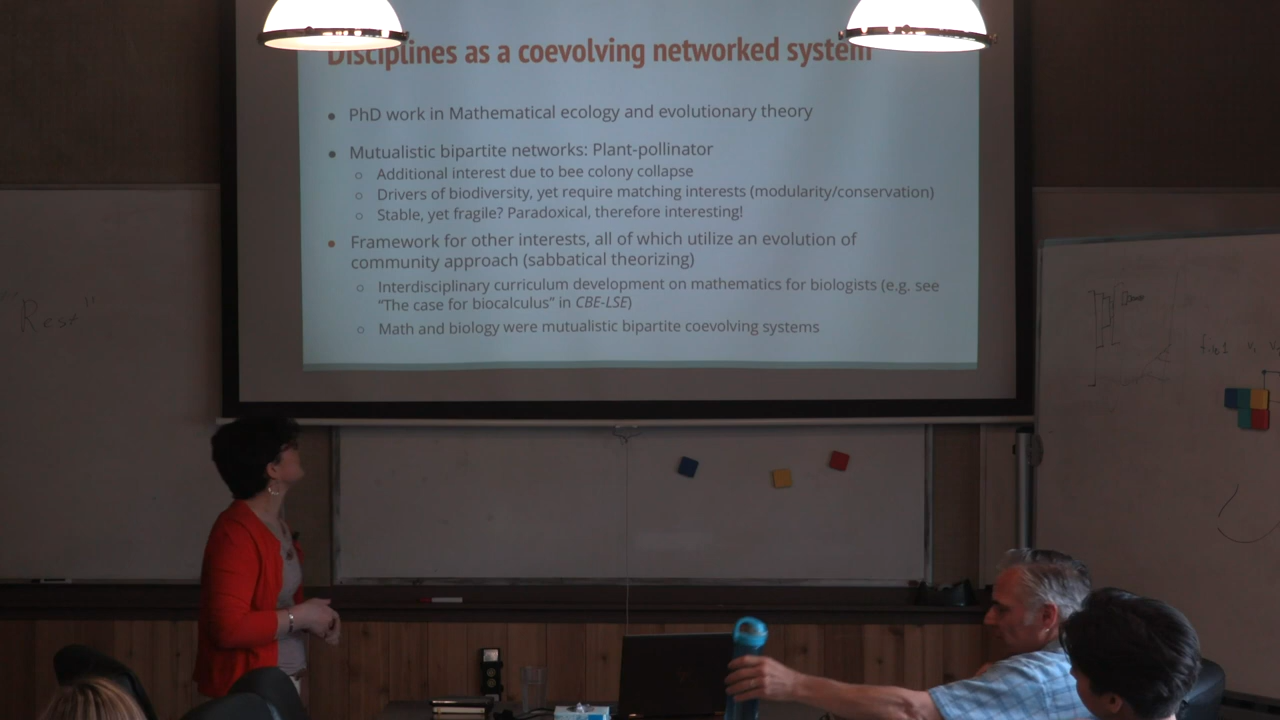 Disciplines as a coevolving networked system
● PhD work in Mathematical ecology and evolutionary theory
● Mutualistic bipartite networks: Plant-pollinator
○ Additional interest due to bee colony collapse
○ Drivers of biodiversity, yet require matching interests (modularity/conservation)
○ Stable, yet fragile? Paradoxical, therefore interesting!
● Framework for other interests, all of which utilize an evolution of
community approach (sabbatical theorizing)
○ Interdisciplinary curriculum development on mathematics for biologists (e.g. see
“The case for biocalculus” in CBE-LSE)
○ Math and biology were mutualistic bipartite coevolving systems
"Rest"